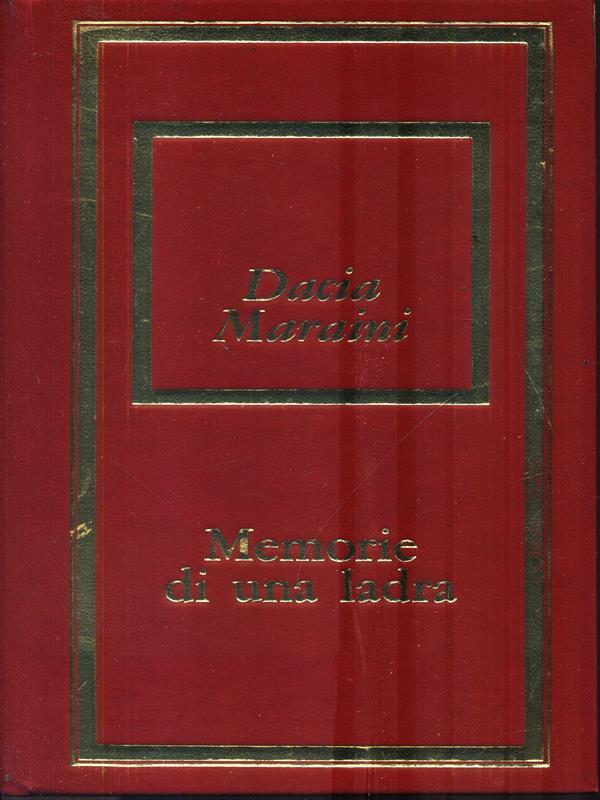 Dacia
Maraini
Memorie
di una ladra